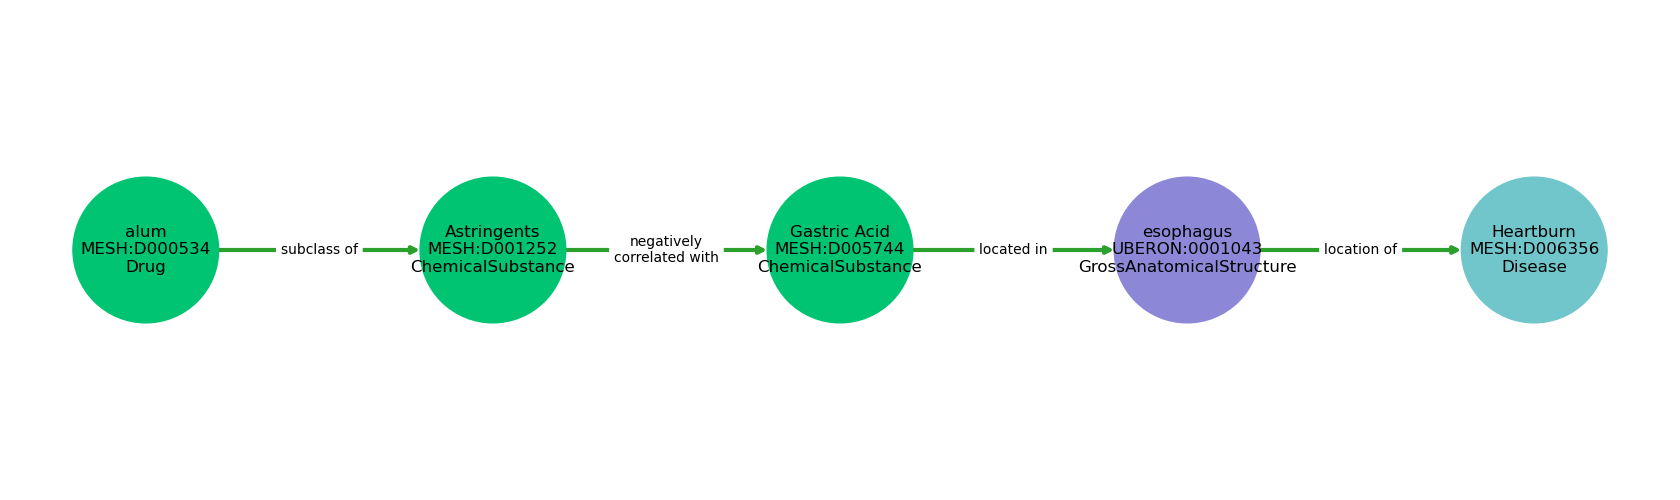 alum
MESH:D000534
Drug
subclass of
Astringents
MESH:D001252
ChemicalSubstance
negatively
correlated with
Gastric Acid
MESH:D005744
ChemicalSubstance
located in
esophagus
UBERON:0001043
GrossAnatomicalStructure
location of
Heartburn
MESH:D006356
Disease